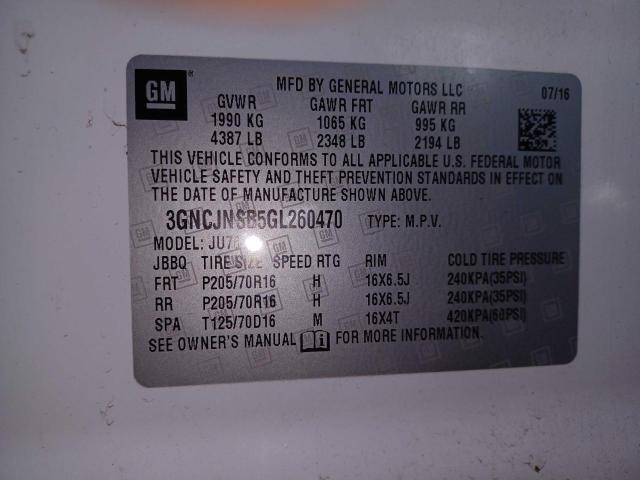 GM ®
MFD BY GENERAL MOTORS LLC 07/16
GVWR GAWR FRT GAWR RR
1990 KG 1065 KG 995 KG
4387 LB 2348 LB 2194 LB
THIS VEHICLE CONFORMS TO ALL APPLICABLE U.S. FEDERAL MOTOR
VEHICLE SAFETY AND THEFT PREVENTION STANDARDS IN EFFECT ON
THE DATE OF MANUFACTURE SHOWN ABOVE.
3GNCJNSB5GL260470 TYPE: M.P.V.
MODEL:
JBBQ TIRE SIZE SPEED RTG RIM COLD TIRE PRESSURE
FRT P205/70R16 H 16X6.5J 240KPA(35PSI)
RR P205/70R16 H 16X6.5J 240KPA(35PSI)
SPA T125/70D16 M 16X4T 420KPA(60PSI)
SEE OWNER'S MANUAL FOR MORE INFORMATION.